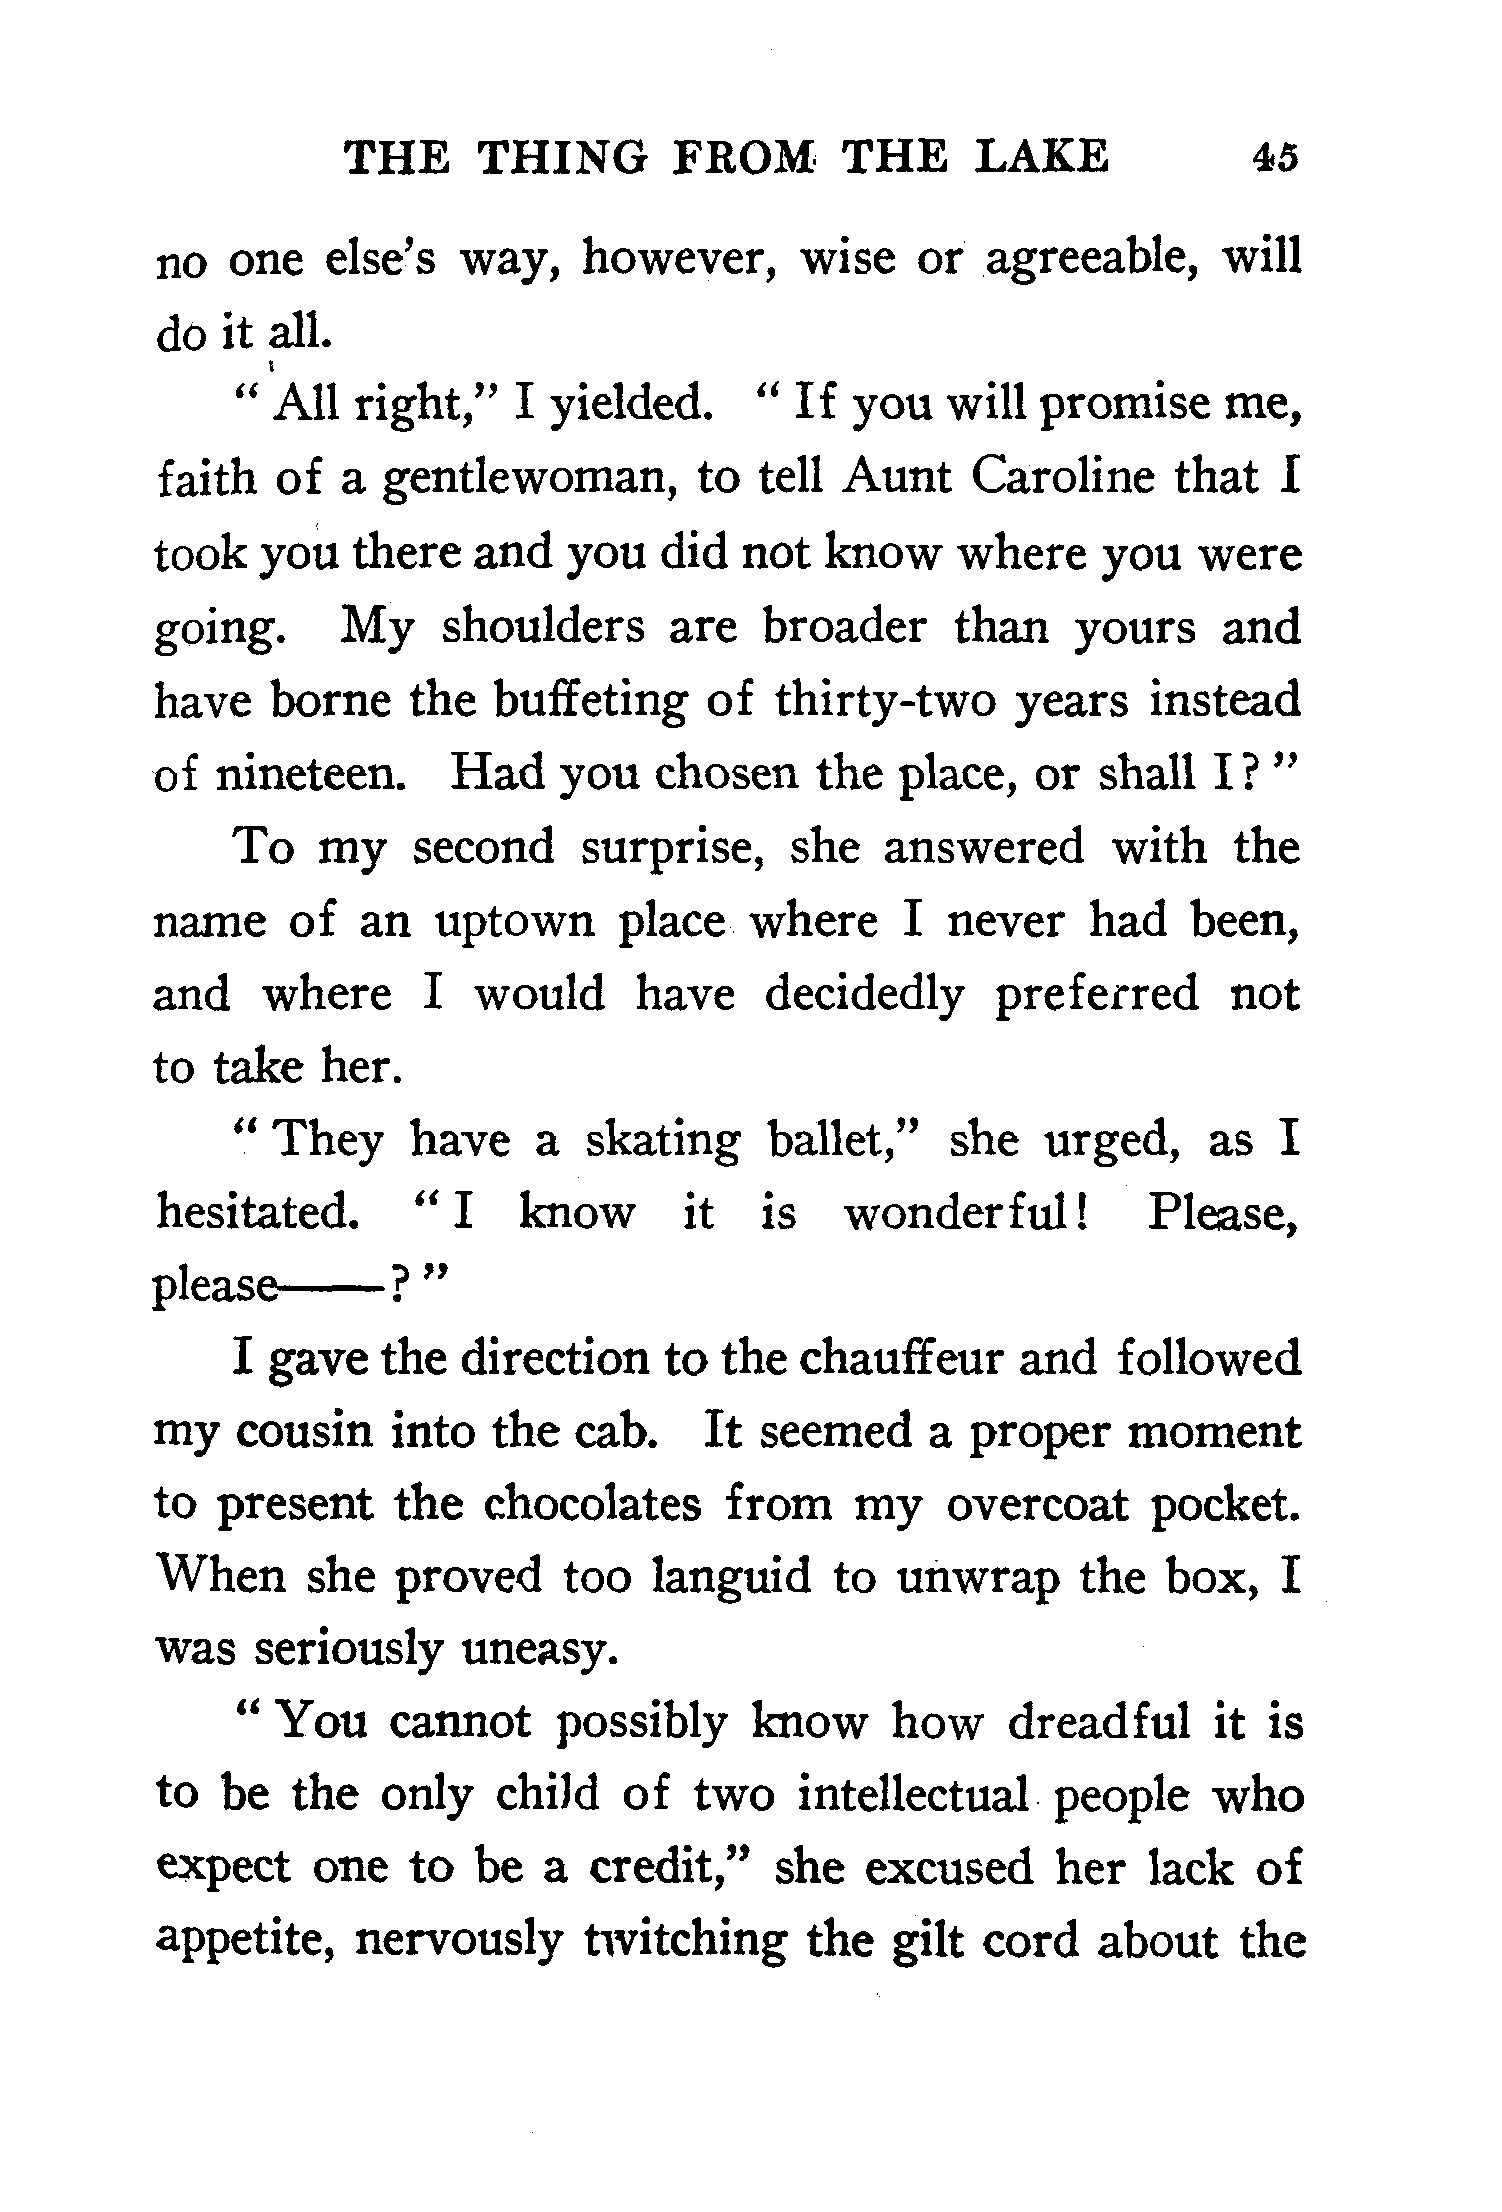 THE THING FROM THE LAKE 45
no one else's way, however, wise or agreeable, will
do it all.
" All right," I yielded. " If you will promise me,
faith of a gentlewoman, to tell Aunt Caroline that I
took you there and you did not know where you were
going. My shoulders are broader than yours and
have borne the buffeting of thirty-two years instead
of nineteen. Had you chosen the place, or shall I? "
To my second surprise, she answered with the
name of an uptown place where I never had been,
and where I would have decidedly preferred not
to take her.
" They have a skating ballet," she urged, as I
hesitated. " I know it is wonderful! Please,
please——? "
I gave the direction to the chauffeur and followed
my cousin into the cab. It seemed a proper moment
to present the chocolates from my overcoat pocket.
When she proved too languid to unwrap the box, I
was seriously uneasy.
" You cannot possibly know how dreadful it is
to be the only child of two intellectual people who
expect one to be a credit," she excused her lack of
appetite, nervously twitching the gilt cord about the